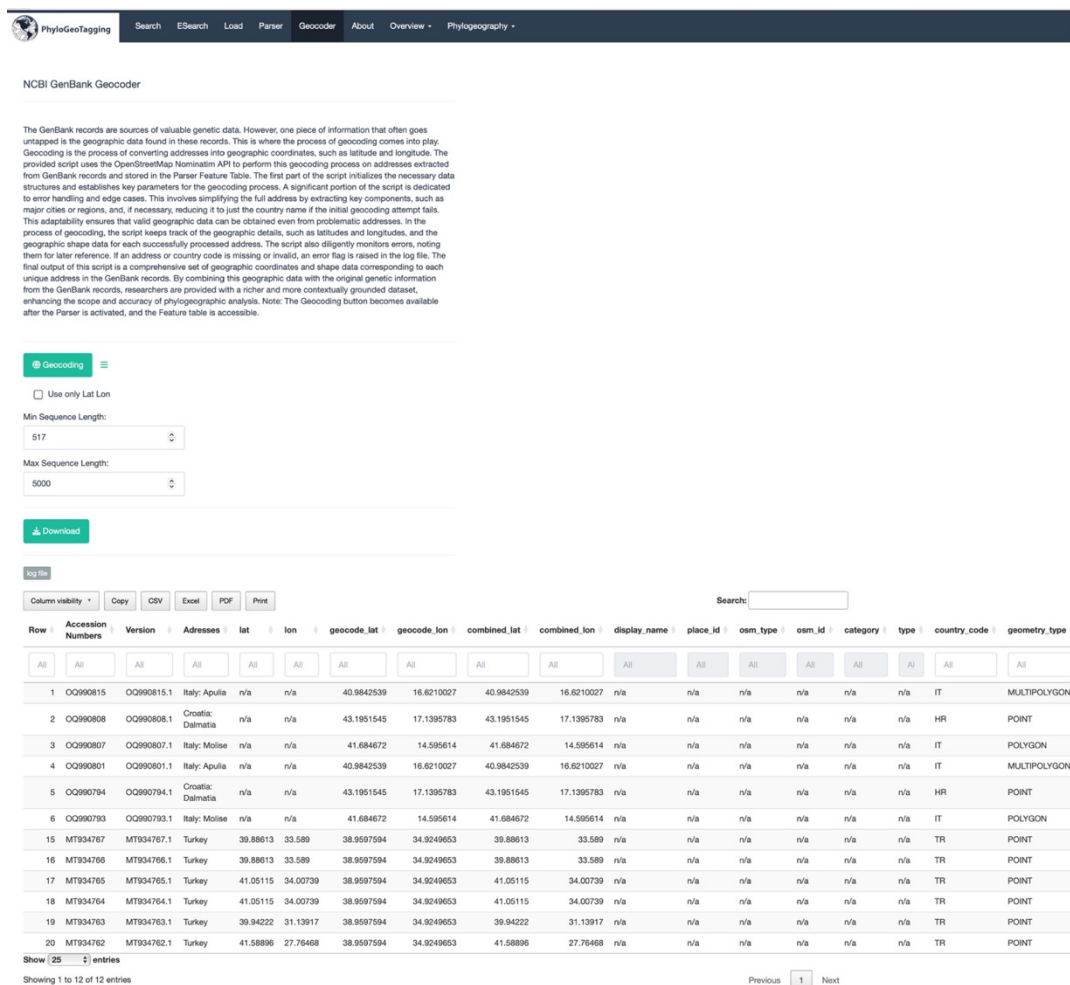 PhyloGeoTagging Search ESearch Load Parser Geocoder About Overview Phylogeography
NCBI GenBank Geocoder
The GenBank records are sources of valuable genetic data. However, one piece of information that often goes
untapped is the geographic data found in these records. This is where the process of geocoding comes into play.
Geocoding is the process of converting addresses into geographic coordinates, such as latitude and longitude. The
provided script uses the OpenStreetMap Nominatim API to perform this geocoding process on addresses extracted
from GenBank records and stored in the Parser Feature Table. The first part of the script initializes the necessary data
structures and establishes key parameters for the geocoding process. A significant portion of the script is dedicated
to error handling and edge cases. This involves simplifying the full address by extracting key components, such as
major cities or regions, and, if necessary, reducing it to just the country name if the initial geocoding attempt fails.
This adaptability ensures that valid geographic data can be obtained even from problematic addresses. In the
process of geocoding, the script keeps track of the geographic details, such as latitudes and longitudes, and the
geographic shape data for each successfully processed address. The script also diligently monitors errors, noting
them for later reference. If an address or country code is missing or invalid, an error flag is raised in the log file. The
final output of this script is a comprehensive set of geographic coordinates and shape data corresponding to each
unique address in the GenBank records. By combining this geographic data with the original genetic information
from the GenBank records, researchers are provided with a richer and more contextually grounded dataset,
enhancing the scope and accuracy of phylogeographic analysis. Note: The Geocoding button becomes available
after the Parser is activated, and the Feature table is accessible.
Geocoding
Use only Lat Lon
Min Sequence Length:
517
Max Sequence Length:
5000
Download
log file
Column visibility Copy CSV Excel PDF Print Search:
Row Accession Numbers Version Adresses lat lon geocode_lat geocode_lon combined_lat combined_lon display_name place_id osm_type osm_id category type country_code geometry_type
All All All All All All All All All All All All All All All Al All All
1 OQ990815 OQ990815.1 Italy: Apulia n/a n/a 40.9842539 16.6210027 40.9842539 16.6210027 n/a n/a n/a n/a n/a n/a IT MULTIPOLYGON
2 OQ990808 OQ990808.1 Croatia: Dalmatia n/a n/a 43.1951545 17.1395783 43.1951545 17.1395783 n/a n/a n/a n/a n/a n/a HR POINT
3 OQ990807 OQ990807.1 Italy: Molise n/a n/a 41.684672 14.595614 41.684672 14.595614 n/a n/a n/a n/a n/a n/a IT POLYGON
4 OQ990801 OQ990801.1 Italy: Apulia n/a n/a 40.9842539 16.6210027 40.9842539 16.6210027 n/a n/a n/a n/a n/a n/a IT MULTIPOLYGON
5 OQ990794 OQ990794.1 Croatia: Dalmatia n/a n/a 43.1951545 17.1395783 43.1951545 17.1395783 n/a n/a n/a n/a n/a n/a HR POINT
6 OQ990793 OQ990793.1 Italy: Molise n/a n/a 41.684672 14.595614 41.684672 14.595614 n/a n/a n/a n/a n/a n/a IT POLYGON
15 MT934767 MT934767.1 Turkey 39.88613 33.589 38.9597594 34.9249653 39.88613 33.589 n/a n/a n/a n/a n/a n/a TR POINT
16 MT934766 MT934766.1 Turkey 39.88613 33.589 38.9597594 34.9249653 39.88613 33.589 n/a n/a n/a n/a n/a n/a TR POINT
17 MT934765 MT934765.1 Turkey 41.05115 34.00739 38.9597594 34.9249653 41.05115 34.00739 n/a n/a n/a n/a n/a n/a TR POINT
18 MT934764 MT934764.1 Turkey 41.05115 34.00739 38.9597594 34.9249653 41.05115 34.00739 n/a n/a n/a n/a n/a n/a TR POINT
19 MT934763 MT934763.1 Turkey 39.94222 31.13917 38.9597594 34.9249653 39.94222 31.13917 n/a n/a n/a n/a n/a n/a TR POINT
20 MT934762 MT934762.1 Turkey 41.58896 27.76468 38.9597594 34.9249653 41.58896 27.76468 n/a n/a n/a n/a n/a n/a TR POINT
Show 25 entries
Showing 1 to 12 of 12 entries Previous 1 Next